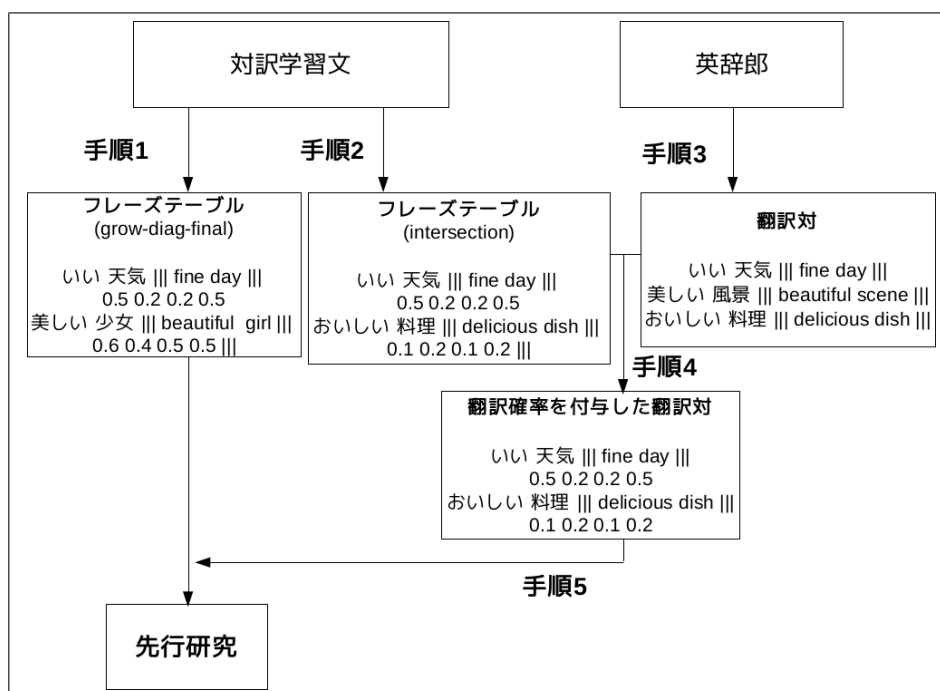 対訳学習文
英辞郎
手順1
手順2
手順3
フレーズテーブル
(grow-diag-final)
いい 天気 ||| fine day |||
0.5 0.2 0.2 0.5
美しい 少女 ||| beautiful girl |||
0.6 0.4 0.5 0.5 |||
フレーズテーブル
(intersection)
いい 天気 ||| fine day |||
0.5 0.2 0.2 0.5
おいしい 料理 ||| delicious dish |||
0.1 0.2 0.1 0.2 |||
翻訳対
いい 天気 ||| fine day |||
美しい 風景 ||| beautiful scene |||
おいしい 料理 ||| delicious dish |||
手順4
翻訳確率を付与した翻訳対
いい 天気 ||| fine day |||
0.5 0.2 0.2 0.5
おいしい 料理 ||| delicious dish |||
0.1 0.2 0.1 0.2
手順5
先行研究